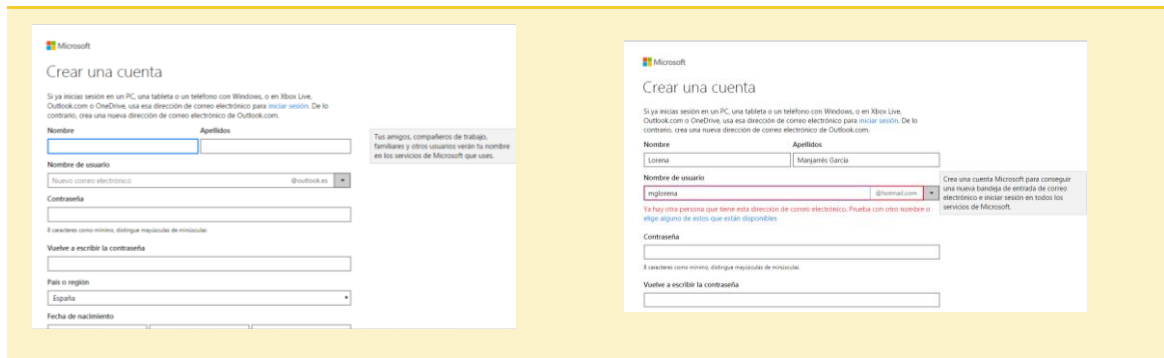 Microsoft
Crear una cuenta
Si ya inicias sesión en un PC, una tableta o un teléfono con Windows, o en Xbox Live,
Outlook.com o OneDrive, usa esa dirección de correo electrónico para iniciar sesión. De lo
contrario, crea una nueva dirección de correo electrónico de Outlook.com.
Nombre Apellidos
Tus amigos, compañeros de trabajo,
familiares y otros usuarios verán tu nombre
en los servicios de Microsoft que uses.
Nombre de usuario
Nuevo correo electrónico @outlook.es
Contraseña
8 caracteres como mínimo, distingue mayúsculas de minúsculas
Vuelve a escribir la contraseña
País o región
España
Fecha de nacimiento
Microsoft
Crear una cuenta
Si ya inicias sesión en un PC, una tableta o un teléfono con Windows, o en Xbox Live,
Outlook.com o OneDrive, usa esa dirección de correo electrónico para iniciar sesión. De lo
contrario, crea una nueva dirección de correo electrónico de Outlook.com.
Nombre Apellidos
Lorena Manjarrés García
Nombre de usuario
mglorena @hotmail.com
Crea una cuenta Microsoft para conseguir
una nueva bandeja de entrada de correo
electrónico e iniciar sesión en todos los
servicios de Microsoft.
Ya hay otra persona que tiene esta dirección de correo electrónico. Prueba con otro nombre o
elige alguno de estos que están disponibles
Contraseña
8 caracteres como mínimo, distingue mayúsculas de minúsculas
Vuelve a escribir la contraseña